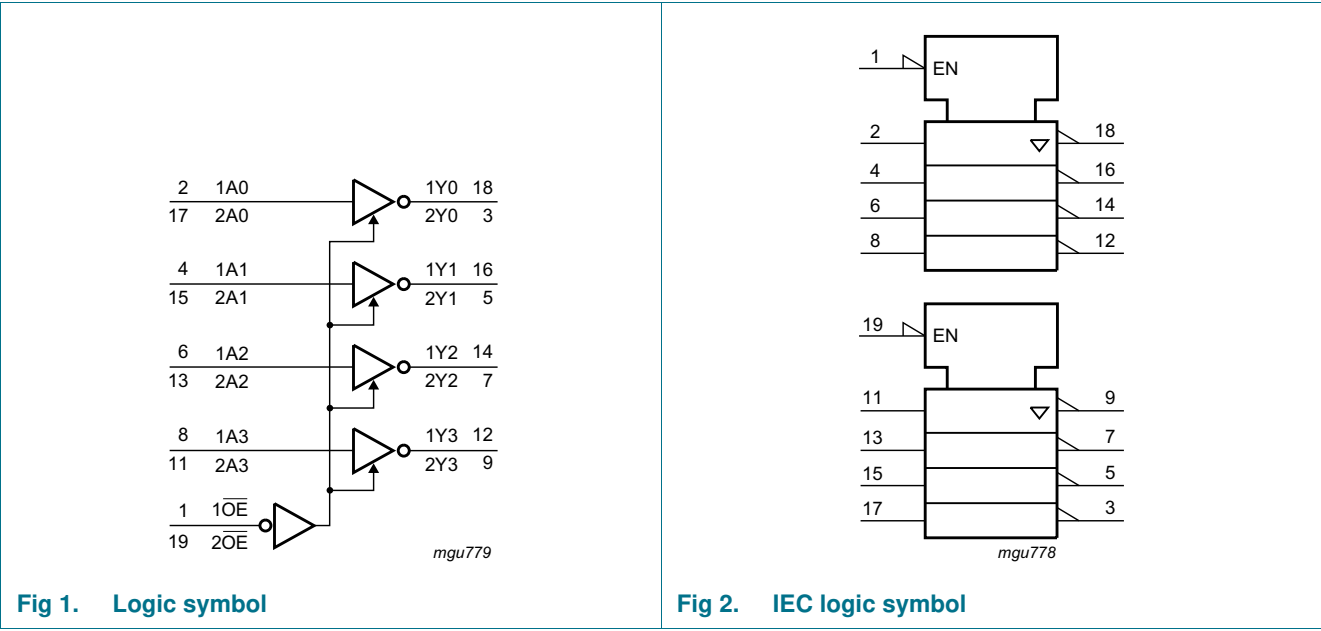 2 1A0 1Y0 18
17 2A0 2Y0 3
4 1A1 1Y1 16
15 2A1 2Y1 5
6 1A2 1Y2 14
13 2A2 2Y2 7
8 1A3 1Y3 12
11 2A3 2Y3 9
1 1O̅E̅
19 2O̅E̅
mgu779
Fig 1. Logic symbol
1 EN
2 18
4 16
6 14
8 12
19 EN
11 9
13 7
15 5
17 3
mgu778
Fig 2. IEC logic symbol